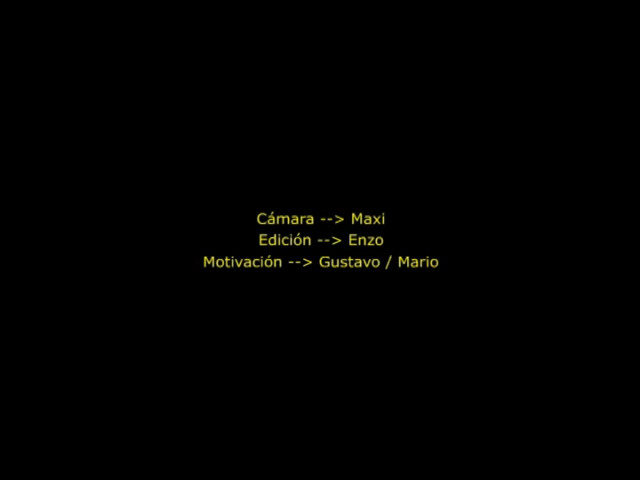 Cámara --> Maxi
Edición --> Enzo
Motivación --> Gustavo / Mario